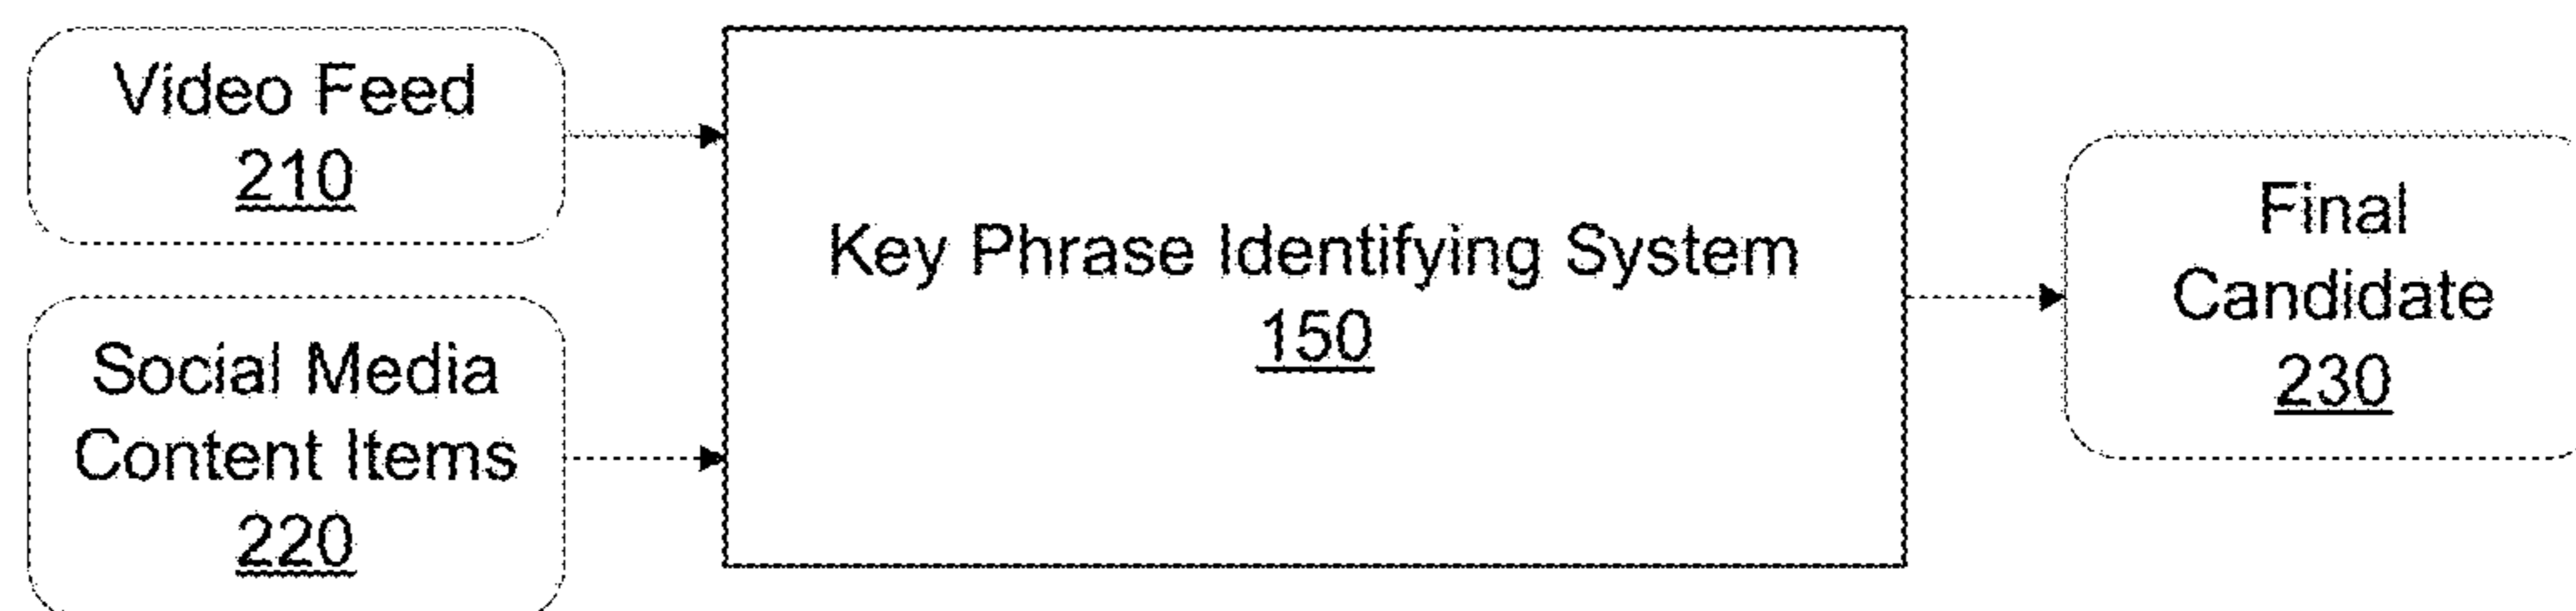 Video Feed
210
Social Media
Content Items
220
Key Phrase Identifying System
150
Final
Candidate
230